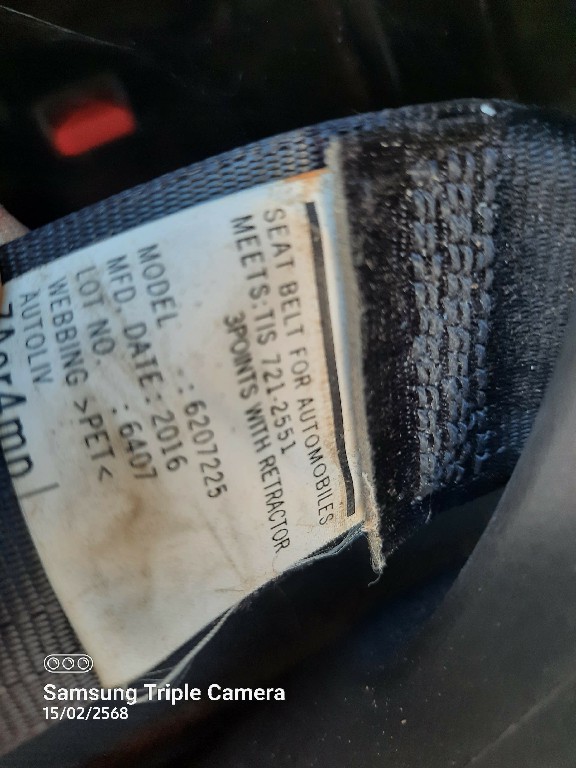 SEAT BELT FOR AUTOMOBILES
MEETS:TIS 721-2551
3POINTS WITH RETRACTOR
MODEL : 6207225
MFD. DATE : 2016
LOT NO. : 6407
WEBBING >PET<
AUTOLIV
Samsung Triple Camera
15/02/2568